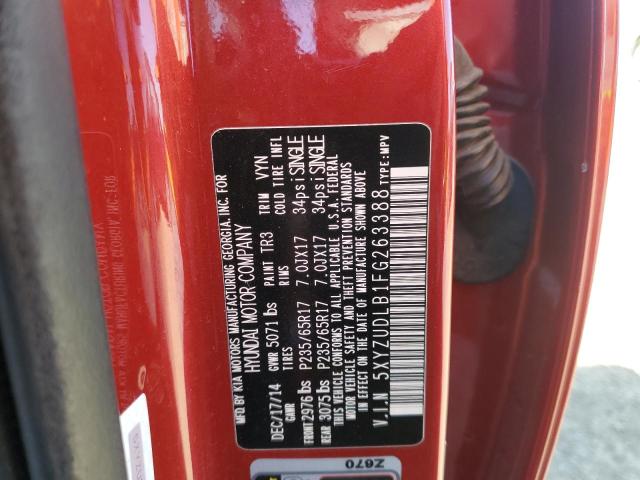 MFD. BY KIA MOTORS MANUFACTURING GEORGIA, INC. FOR
HYUNDAI MOTOR COMPANY
DEC/17/14 GVWR 5071 lbs PAINT TR3 TRIM VYN
GAWR TIRES RIMS COLD TIRE INFL
FRONT 2976 lbs P235/65R17 7.0JX17 34psi SINGLE
REAR 3075 lbs P235/65R17 7.0JX17 34psi SINGLE
THIS VEHICLE CONFORMS TO ALL APPLICABLE U.S.A. FEDERAL
MOTOR VEHICLE SAFETY AND THEFT PREVENTION STANDARDS
IN EFFECT ON THE DATE OF MANUFACTURE SHOWN ABOVE
V.I.N 5XYZUDLB1FG263388 TYPE:MPV
Z670